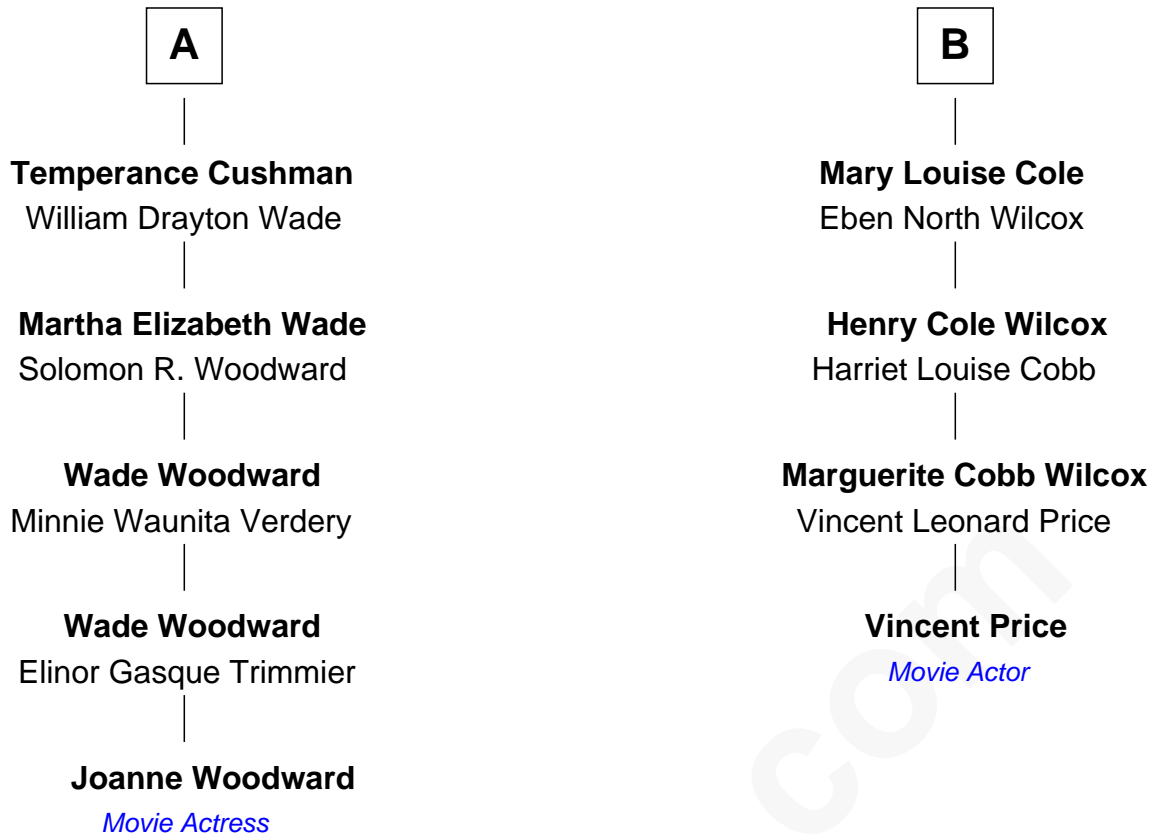 A
Temperance Cushman
William Drayton Wade
Martha Elizabeth Wade
Solomon R. Woodward
Wade Woodward
Minnie Waunita Verdery
Wade Woodward
Elinor Gasque Trimmier
Joanne Woodward
Movie Actress
B
Mary Louise Cole
Eben North Wilcox
Henry Cole Wilcox
Harriet Louise Cobb
Marguerite Cobb Wilcox
Vincent Leonard Price
Vincent Price
Movie Actor
com